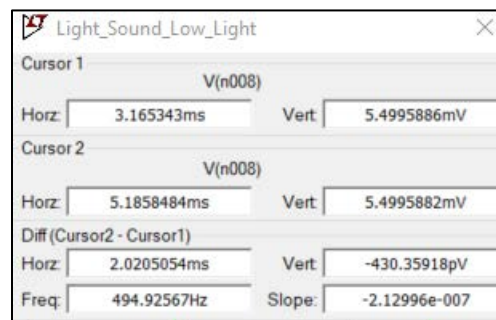 Light_Sound_Low_Light
Cursor 1
V(n008)
Horz: 3.165343ms Vert: 5.4995886mV
Cursor 2
V(n008)
Horz: 5.1858484ms Vert: 5.4995882mV
Diff (Cursor2 - Cursor1)
Horz: 2.0205054ms Vert: -430.35918pV
Freq: 494.92567Hz Slope: -2.12996e-007